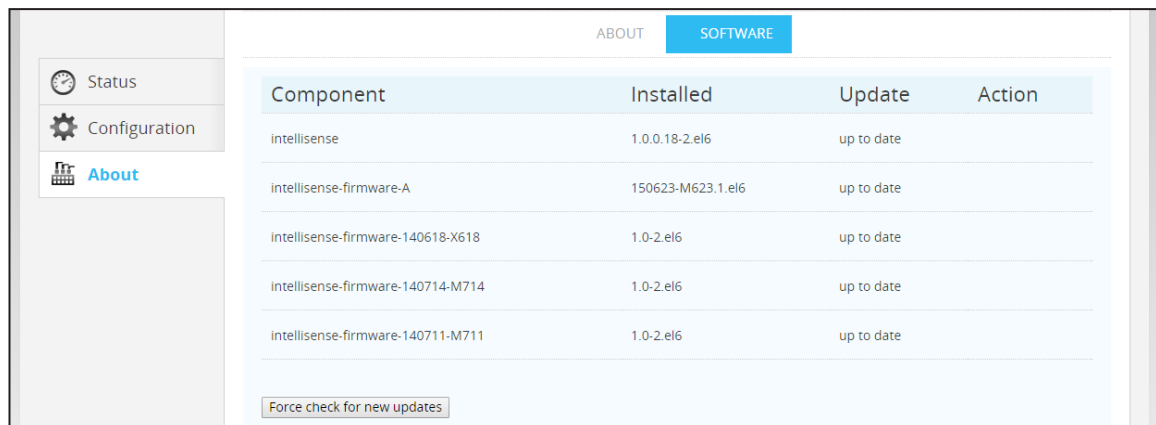 ABOUT SOFTWARE
Status
Configuration
About
Component Installed Update Action
intellisense 1.0.0.18-2.el6 up to date
intellisense-firmware-A 150623-M623.1.el6 up to date
intellisense-firmware-140618-X618 1.0-2.el6 up to date
intellisense-firmware-140714-M714 1.0-2.el6 up to date
intellisense-firmware-140711-M711 1.0-2.el6 up to date
Force check for new updates